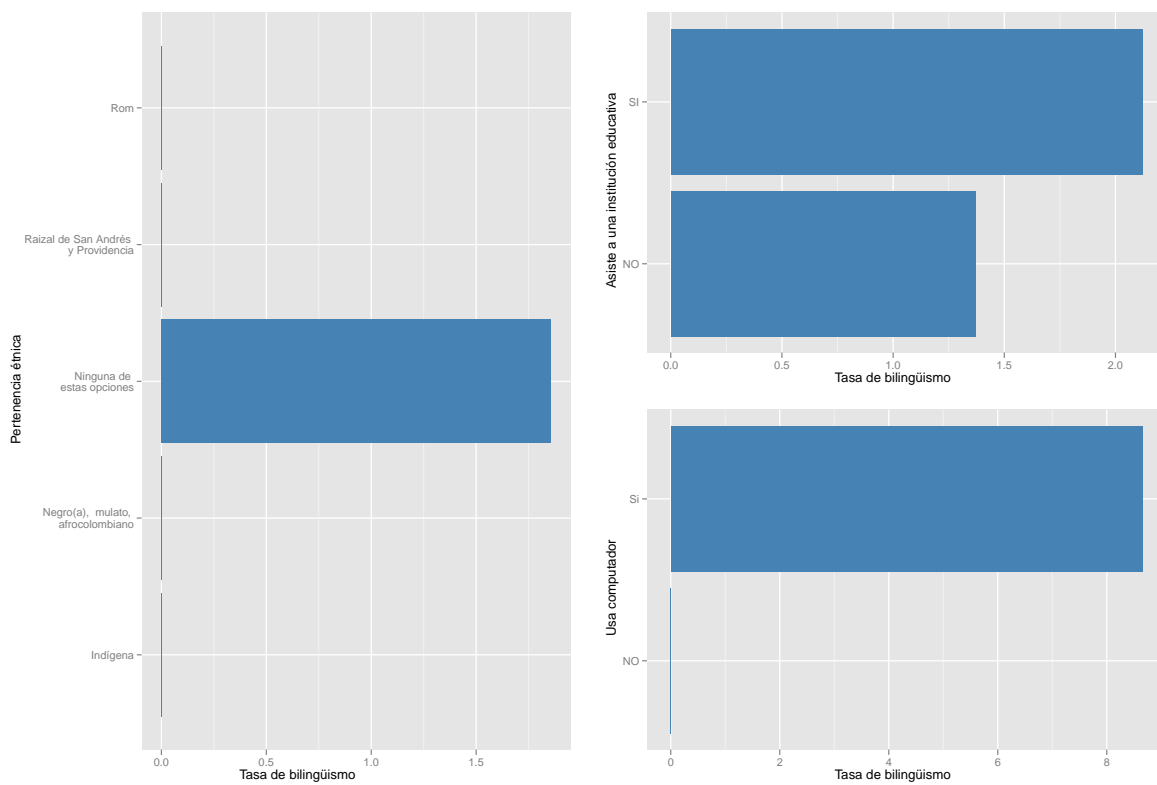 Pertenencia étnica
Rom
Raizal de San Andrés
y Providencia
Ninguna de
estas opciones
Negro(a),  mulato,
afrocolombiano
Indígena
0.0 0.5 1.0 1.5
Tasa de bilingüismo
Asiste a una institución educativa
SI
NO
0.0 0.5 1.0 1.5 2.0
Tasa de bilingüismo
Usa computador
Si
NO
0 2 4 6 8
Tasa de bilingüismo